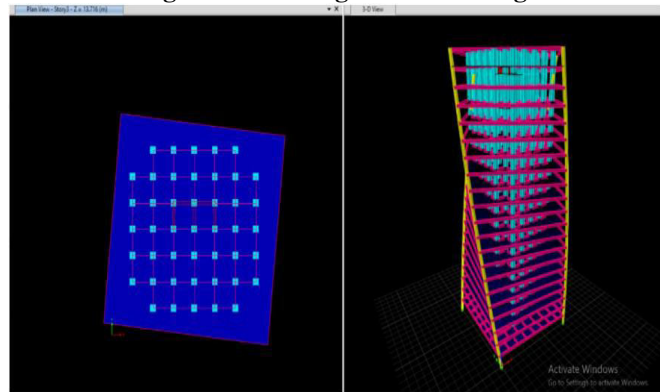 Plan View - Story3 - Z = 13.716 (m)
3-D View
Activate Windows
Go to Settings to activate Windows.